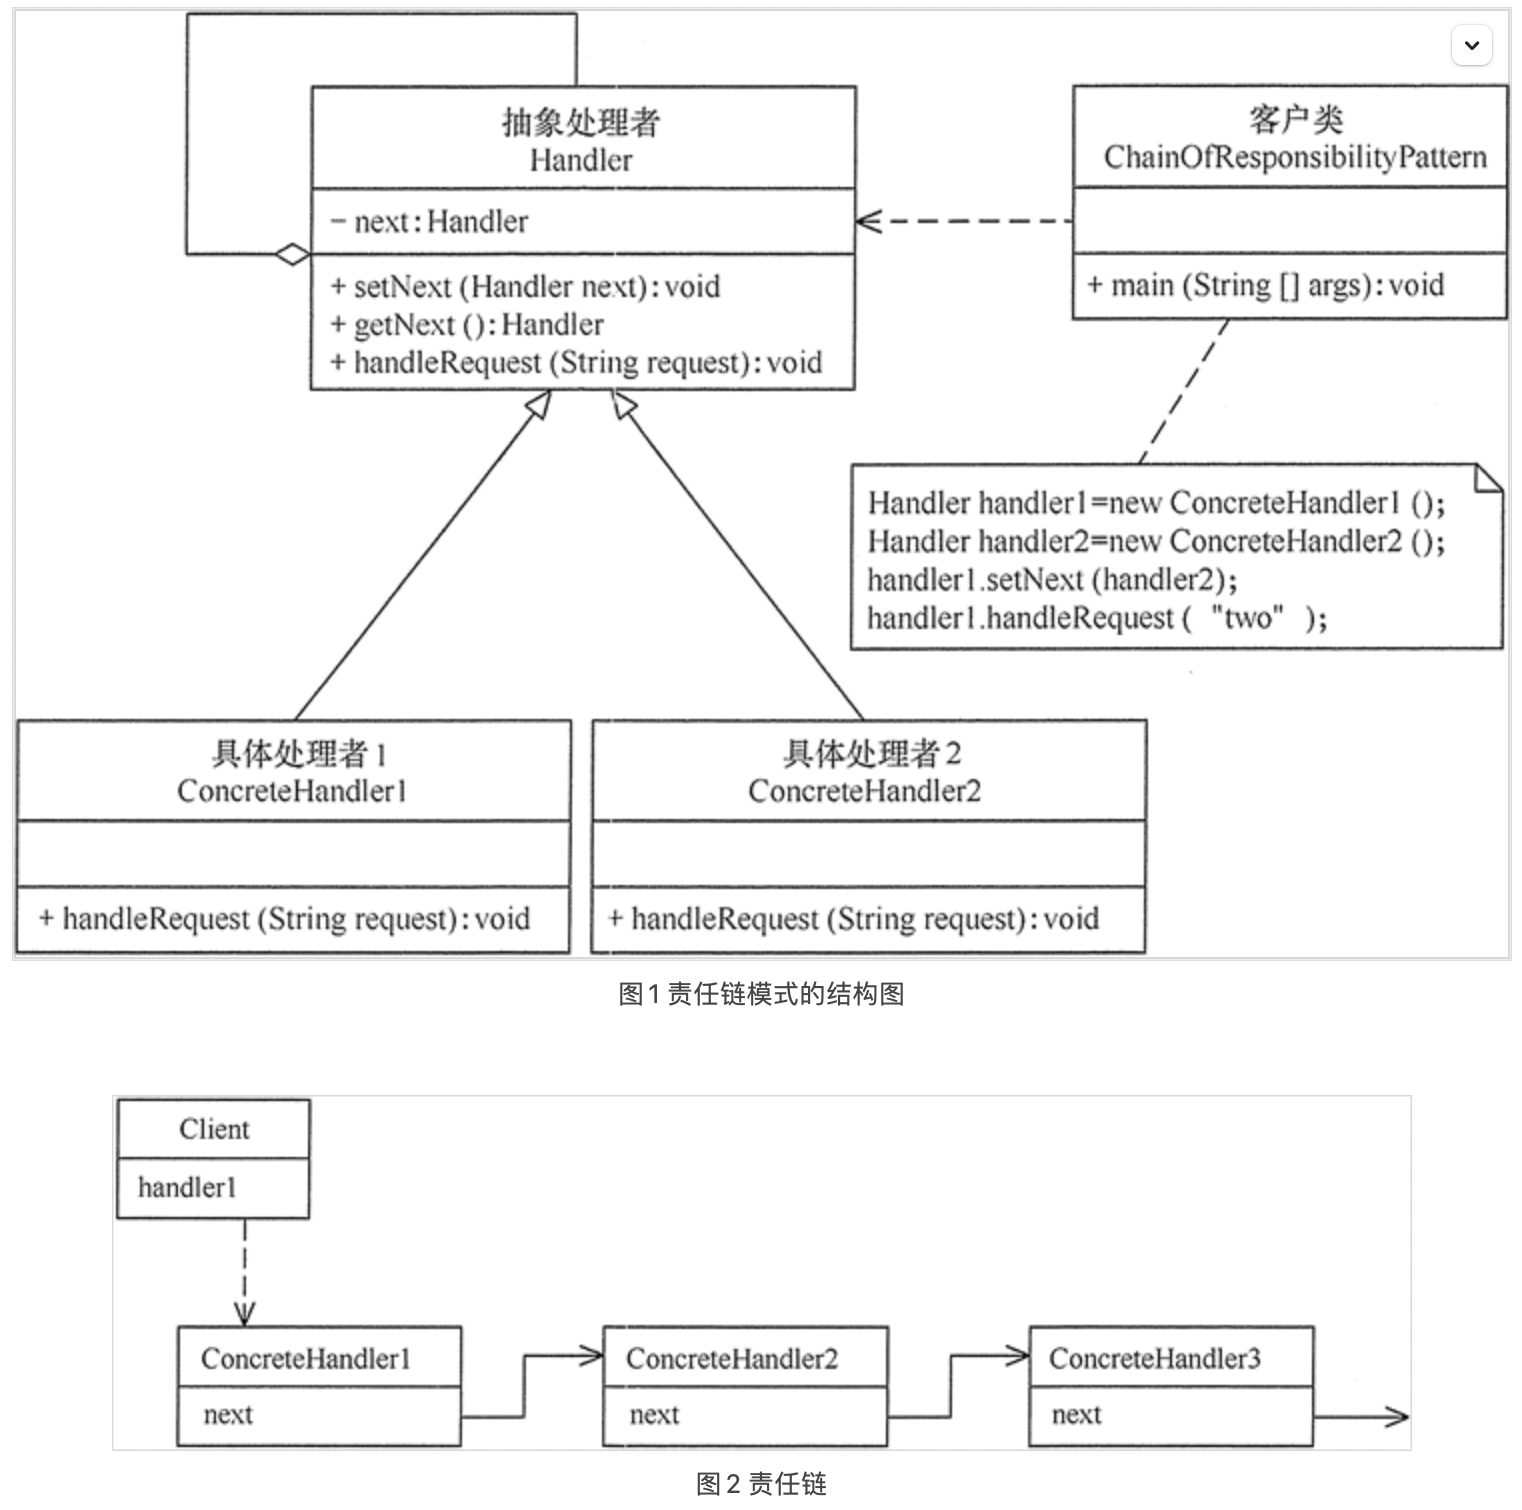 抽象处理者
Handler
− next: Handler
+ setNext (Handler next): void
+ getNext (): Handler
+ handleRequest (String request): void
客户类
ChainOfResponsibilityPattern
+ main (String [] args): void
Handler handler1=new ConcreteHandler1 ();
Handler handler2=new ConcreteHandler2 ();
handler1.setNext (handler2);
handler1.handleRequest ( "two" );
具体处理者 1
ConcreteHandler1
+ handleRequest (String request): void
具体处理者 2
ConcreteHandler2
+ handleRequest (String request): void
图1 责任链模式的结构图
Client
handler1
ConcreteHandler1
next
ConcreteHandler2
next
ConcreteHandler3
next
图2 责任链